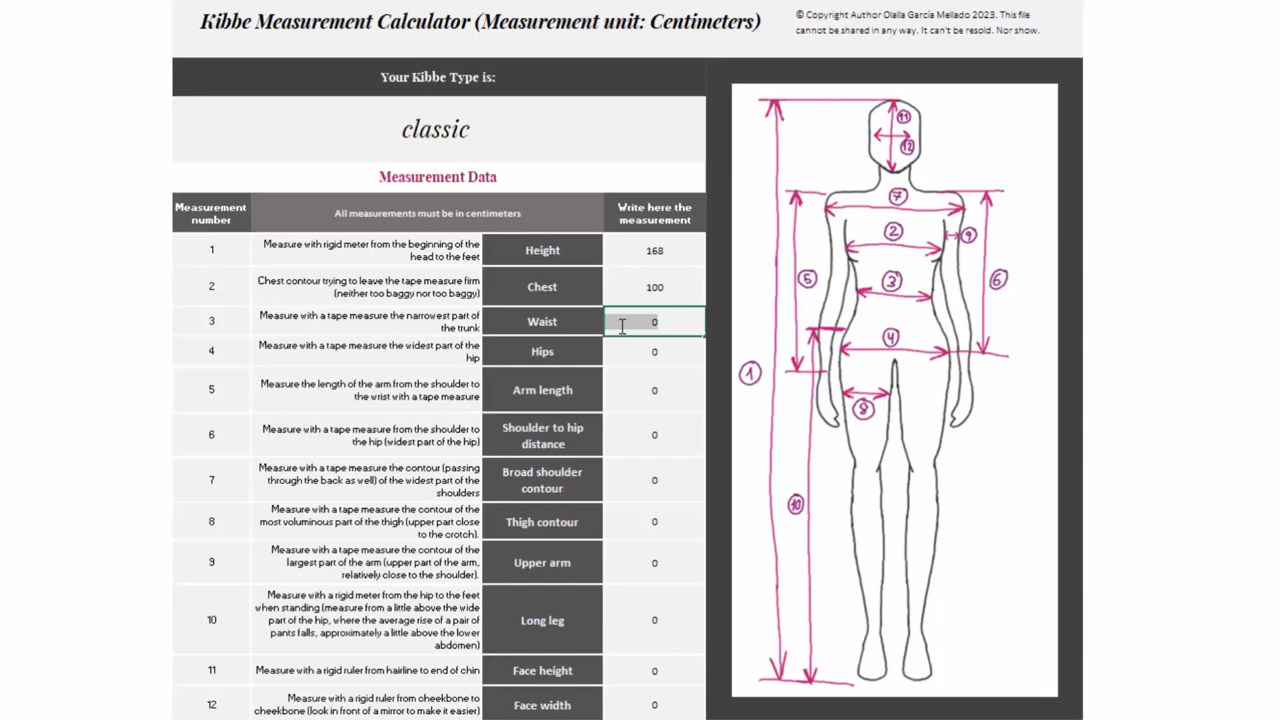 Kibbe Measurement Calculator (Measurement unit: Centimeters)
© Copyright Author Olalla García Mellado 2023. This file
cannot be shared in any way. It can't be resold. Nor show.
Your Kibbe Type is:
classic
Measurement Data
Measurement
number
All measurements must be in centimeters
Write here the
measurement
1
Measure with rigid meter from the beginning of the
head to the feet
Height
168
2
Chest contour trying to leave the tape measure firm
(neither too baggy nor too baggy)
Chest
100
3
Measure with a tape measure the narrowest part of
the trunk
Waist
0
4
Measure with a tape measure the widest part of the
hip
Hips
0
5
Measure the length of the arm from the shoulder to
the wrist with a tape measure
Arm length
0
6
Measure with a tape measure from the shoulder to
the hip (widest part of the hip)
Shoulder to hip
distance
0
7
Measure with a tape measure the contour (passing
through the back as well) of the widest part of the
shoulders
Broad shoulder
contour
0
8
Measure with a tape measure the contour of the
most voluminous part of the thigh (upper part close
to the crotch).
Thigh contour
0
9
Measure with a tape measure the contour of the
largest part of the arm (upper part of the arm,
relatively close to the shoulder).
Upper arm
0
10
Measure with a rigid meter from the hip to the feet
when standing (measure from a little above the wide
part of the hip, where the average rise of a pair of
pants falls, approximately a little above the lower
abdomen)
Long leg
0
11
Measure with a rigid ruler from hairline to end of chin
Face height
0
12
Measure with a rigid ruler from cheekbone to
cheekbone (look in front of a mirror to make it easier)
Face width
0
11
12
7
2
9
5
3
6
4
1
8
10